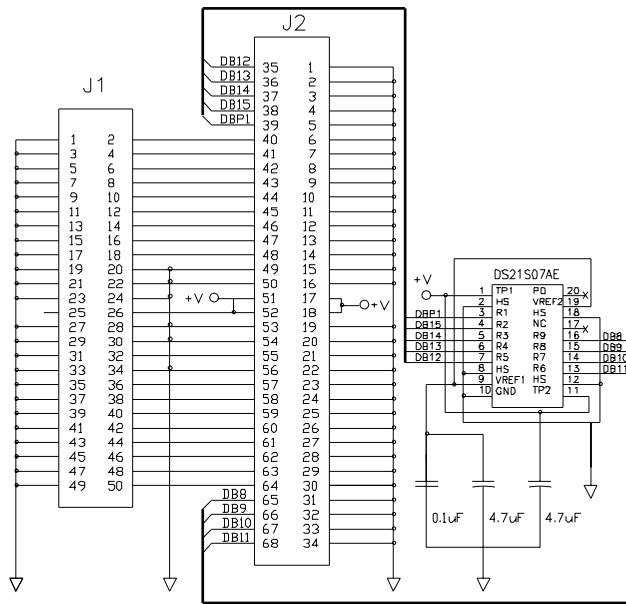 J2
J1
DB12 35 1
DB13 36 2
DB14 37 3
DB15 38 4
DBP1 39 5
1 2 40 6
3 4 41 7
5 6 42 8
7 8 43 9
9 10 44 10
11 12 45 11
13 14 46 12
15 16 47 13
17 18 48 14
19 20 49 15
21 22 50 16
23 24 +V 51 17 +V
25 26 52 18
27 28 53 19
29 30 54 20
31 32 55 21
33 34 56 22
35 36 57 23
37 38 58 24
39 40 59 25
41 42 60 26
43 44 61 27
45 46 62 28
47 48 63 29
49 50 64 30
DB8 65 31
DB9 66 32
DB10 67 33
DB11 68 34
DS21S07AE
+V 1 TP1 PD 20 X
2 HS VREF2 19
DBP1 3 R1 HS 18
DB15 4 R2 NC 17 X
DB14 5 R3 R9 16 DB8
DB13 6 R4 R8 15 DB9
DB12 7 R5 R7 14 DB10
8 HS R6 13 DB11
9 VREF1 HS 12
10 GND TP2 11
0.1uF 4.7uF 4.7uF